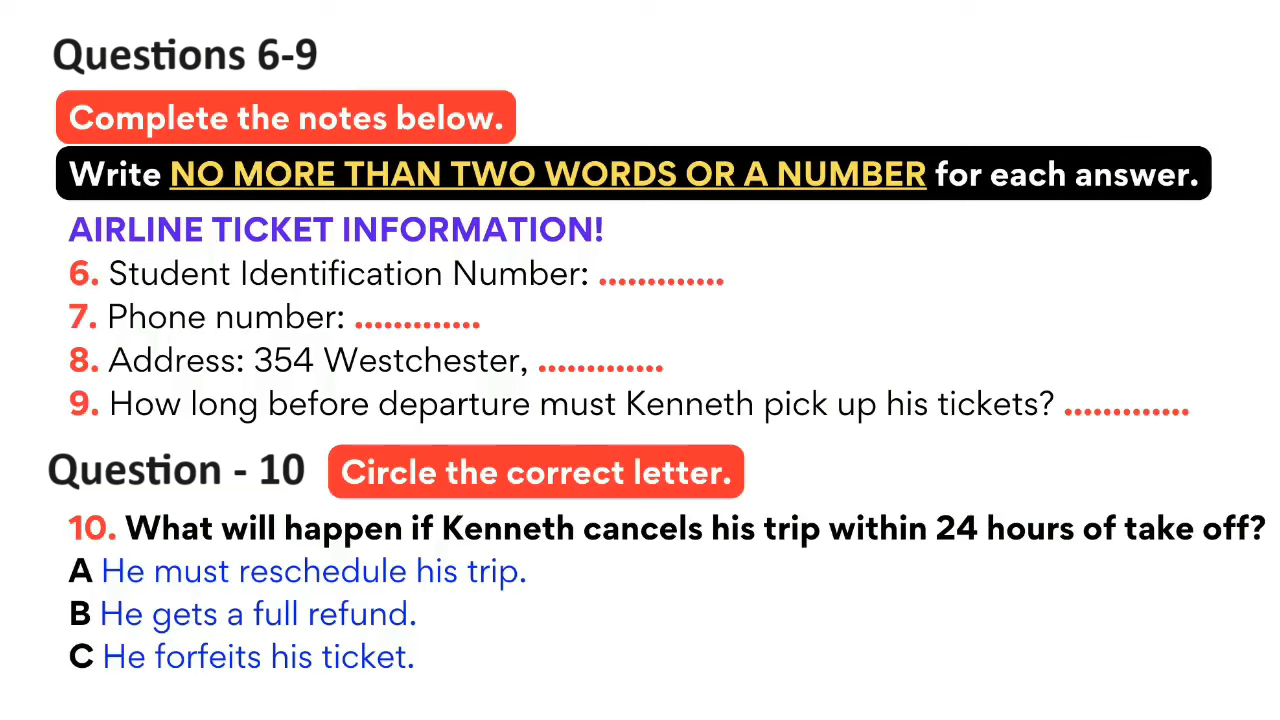 Questions 6-9
Complete the notes below.
Write NO MORE THAN TWO WORDS OR A NUMBER for each answer.
AIRLINE TICKET INFORMATION!
6. Student Identification Number: .............
7. Phone number: .............
8. Address: 354 Westchester, .............
9. How long before departure must Kenneth pick up his tickets? .............
Question - 10 Circle the correct letter.
10. What will happen if Kenneth cancels his trip within 24 hours of take off?
A He must reschedule his trip.
B He gets a full refund.
C He forfeits his ticket.